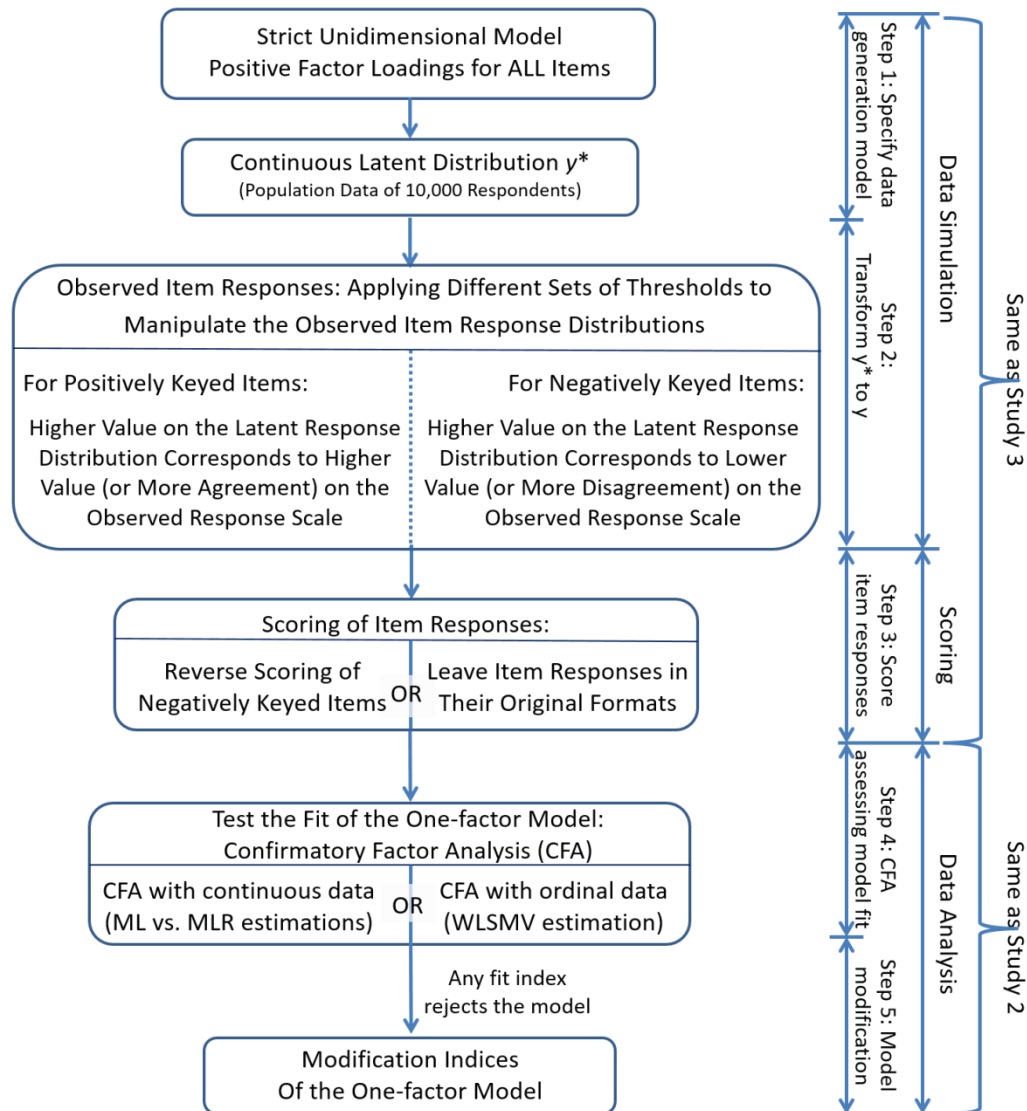 Strict Unidimensional Model
Positive Factor Loadings for ALL Items
Continuous Latent Distribution y*
(Population Data of 10,000 Respondents)
Observed Item Responses: Applying Different Sets of Thresholds to
Manipulate the Observed Item Response Distributions
For Positively Keyed Items:
Higher Value on the Latent Response
Distribution Corresponds to Higher
Value (or More Agreement) on the
Observed Response Scale
For Negatively Keyed Items:
Higher Value on the Latent Response
Distribution Corresponds to Lower
Value (or More Disagreement) on the
Observed Response Scale
Scoring of Item Responses:
Reverse Scoring of
Negatively Keyed Items
OR
Leave Item Responses in
Their Original Formats
Test the Fit of the One-factor Model:
Confirmatory Factor Analysis (CFA)
CFA with continuous data
(ML vs. MLR estimations)
OR
CFA with ordinal data
(WLSMV estimation)
Any fit index
rejects the model
Modification Indices
Of the One-factor Model
Step 1: Specify data
generation model
Step 2:
Transform y* to y
Step 3: Score
item responses
Step 4: CFA
assessing model fit
Step 5: Model
modification
Data Simulation
Scoring
Data Analysis
Same as Study 3
Same as Study 2